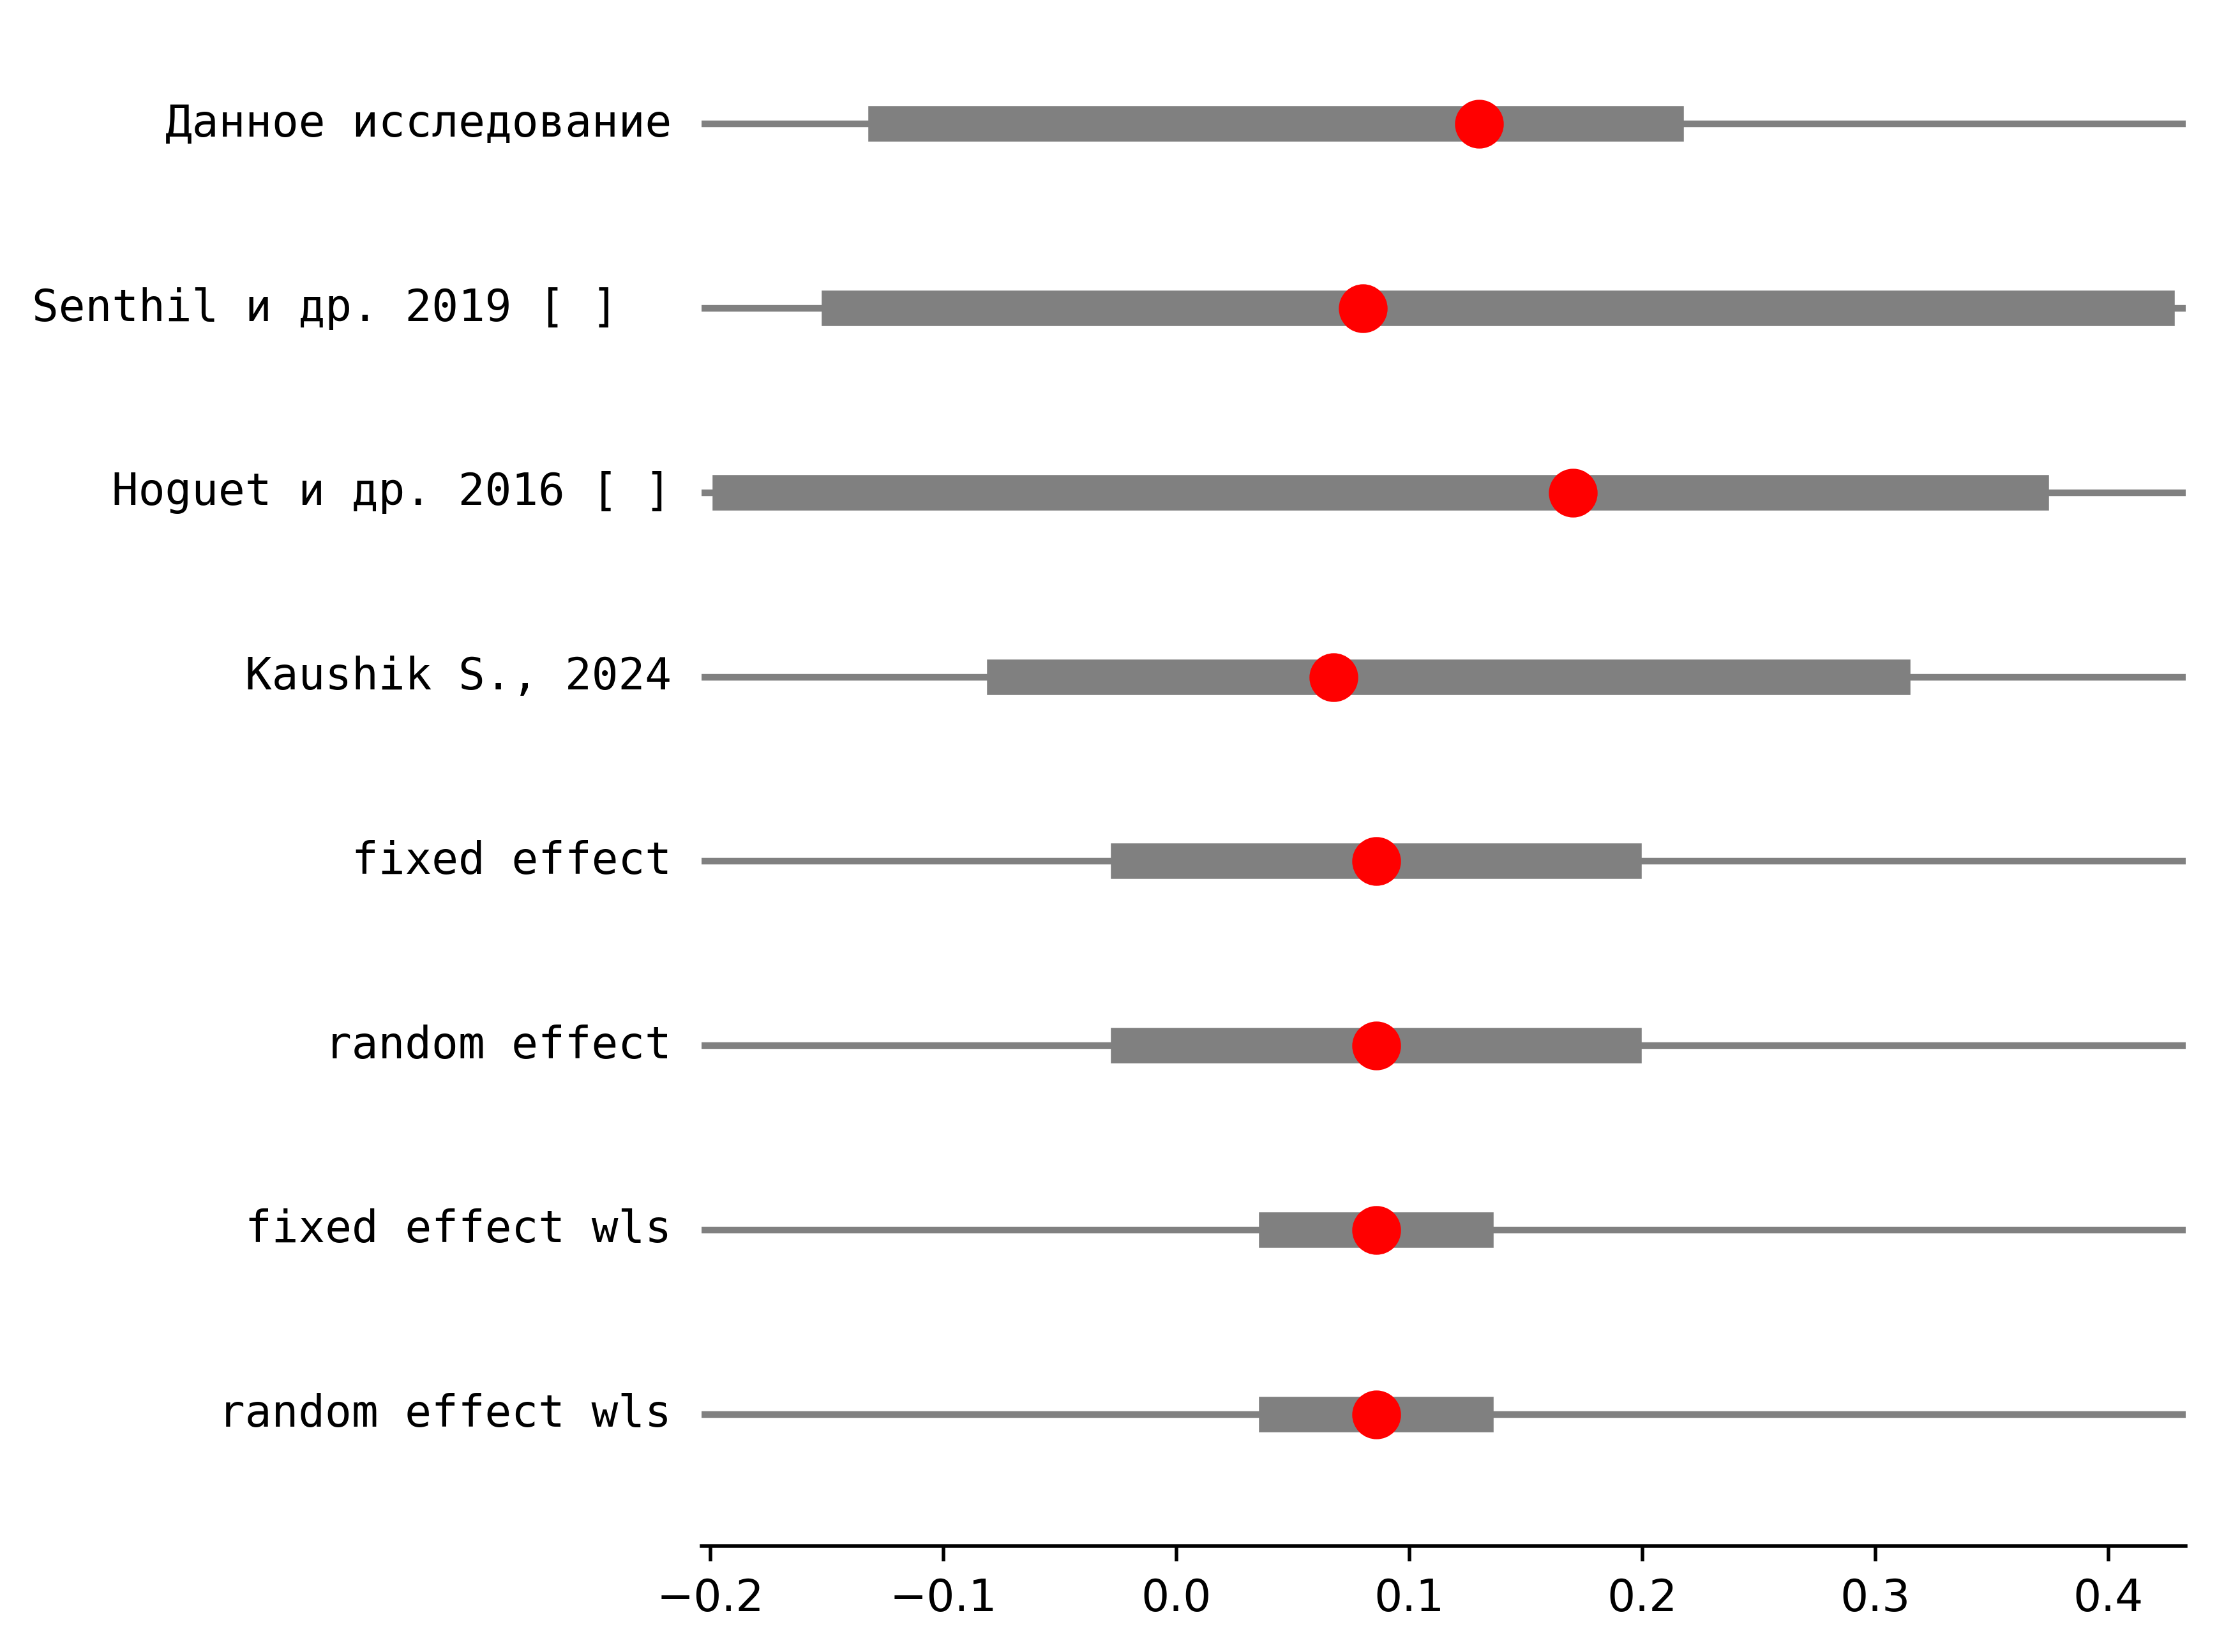 Данное исследование
Senthil и др. 2019 [ ]
Hoguet и др. 2016 [ ]
Kaushik S., 2024
fixed effect
random effect
fixed effect wls
random effect wls
−0.2 −0.1 0.0 0.1 0.2 0.3 0.4